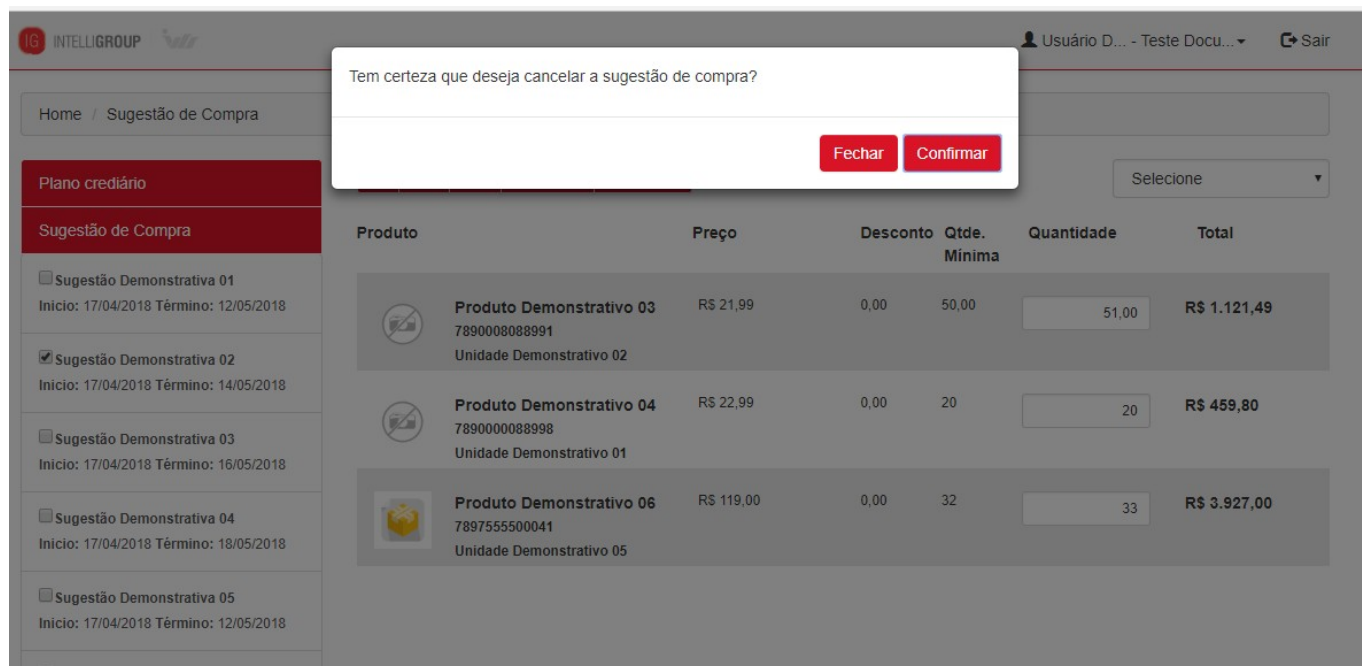 IG INTELLIGROUP
Usuário D... - Teste Docu...
Sair
Tem certeza que deseja cancelar a sugestão de compra?
Fechar Confirmar
Home / Sugestão de Compra
Plano crediário
Selecione
Sugestão de Compra
Produto Preço Desconto Qtde. Mínima Quantidade Total
Sugestão Demonstrativa 01
Inicio: 17/04/2018 Término: 12/05/2018
Sugestão Demonstrativa 02
Inicio: 17/04/2018 Término: 14/05/2018
Sugestão Demonstrativa 03
Inicio: 17/04/2018 Término: 16/05/2018
Sugestão Demonstrativa 04
Inicio: 17/04/2018 Término: 18/05/2018
Sugestão Demonstrativa 05
Inicio: 17/04/2018 Término: 12/05/2018
Produto Demonstrativo 03 R$ 21,99 0,00 50,00 51,00 R$ 1.121,49
7890008088991
Unidade Demonstrativo 02
Produto Demonstrativo 04 R$ 22,99 0,00 20 20 R$ 459,80
7890000088998
Unidade Demonstrativo 01
Produto Demonstrativo 06 R$ 119,00 0,00 32 33 R$ 3.927,00
7897555500041
Unidade Demonstrativo 05